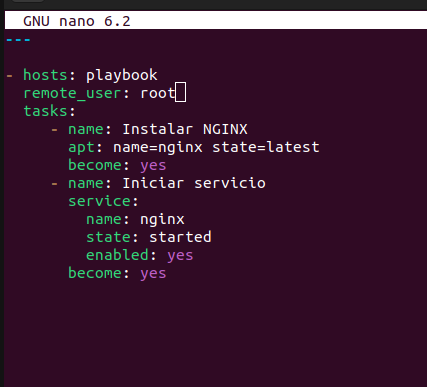 GNU nano 6.2
---
- hosts: playbook
  remote_user: root
  tasks:
     - name: Instalar NGINX
       apt: name=nginx state=latest
       become: yes
     - name: Iniciar servicio
       service:
         name: nginx
         state: started
         enabled: yes
       become: yes